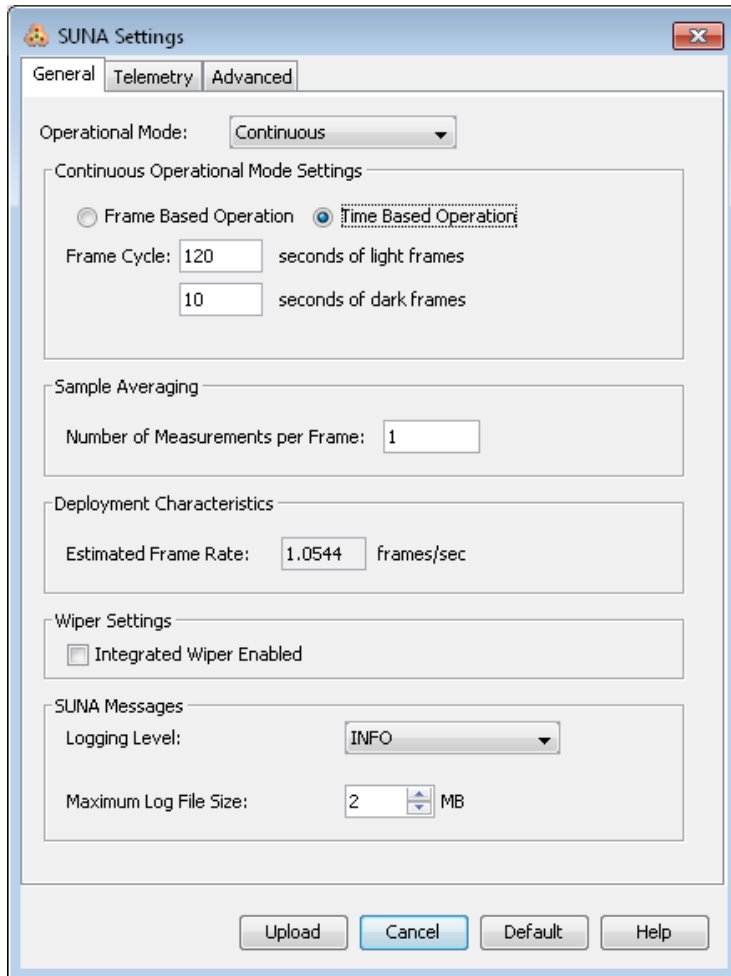 SUNA Settings
General Telemetry Advanced
Operational Mode: Continuous
Continuous Operational Mode Settings
Frame Based Operation Time Based Operation
Frame Cycle: 120 seconds of light frames
10 seconds of dark frames
Sample Averaging
Number of Measurements per Frame: 1
Deployment Characteristics
Estimated Frame Rate: 1.0544 frames/sec
Wiper Settings
Integrated Wiper Enabled
SUNA Messages
Logging Level: INFO
Maximum Log File Size: 2 MB
Upload Cancel Default Help